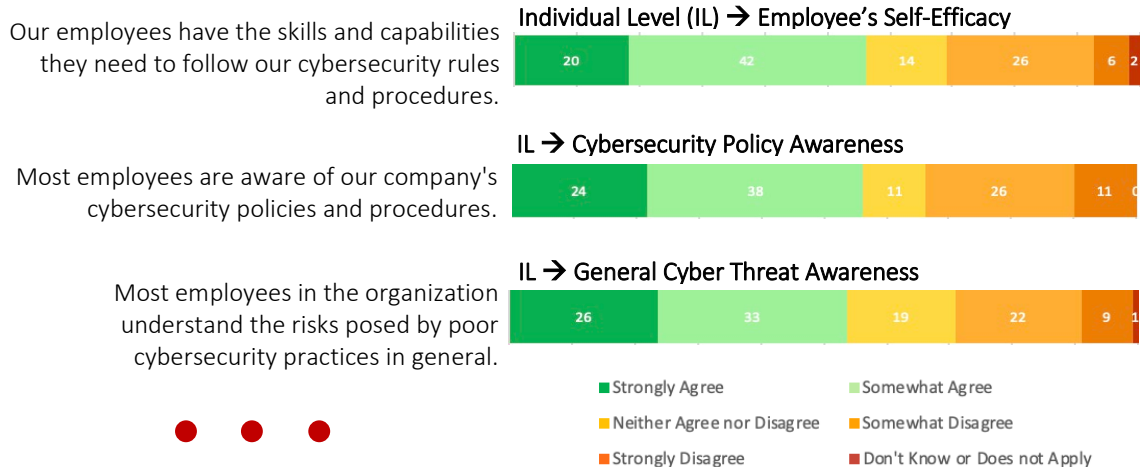 Individual Level (IL) → Employee's Self-Efficacy
Our employees have the skills and capabilities
they need to follow our cybersecurity rules
and procedures.
20 42 14 26 6 2
IL → Cybersecurity Policy Awareness
Most employees are aware of our company's
cybersecurity policies and procedures.
24 38 11 26 11 0
IL → General Cyber Threat Awareness
Most employees in the organization
understand the risks posed by poor
cybersecurity practices in general.
26 33 19 22 9 1
Strongly Agree
Somewhat Agree
Neither Agree nor Disagree
Somewhat Disagree
Strongly Disagree
Don't Know or Does not Apply